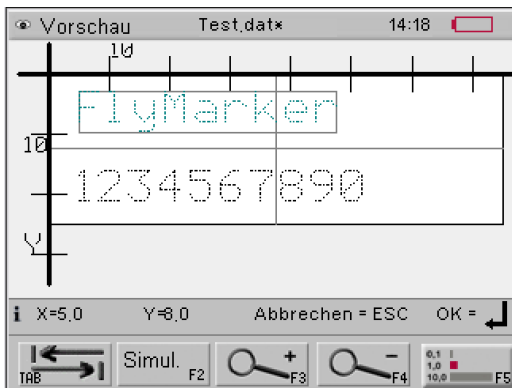 Vorschau Test.dat* 14:18
10
FlyMarker
10
1234567890
Y
i X=5.0 Y=8.0 Abbrechen = ESC OK =
TAB Simul. F2 + F3 - F4 0,1 1,0 10,0 F5